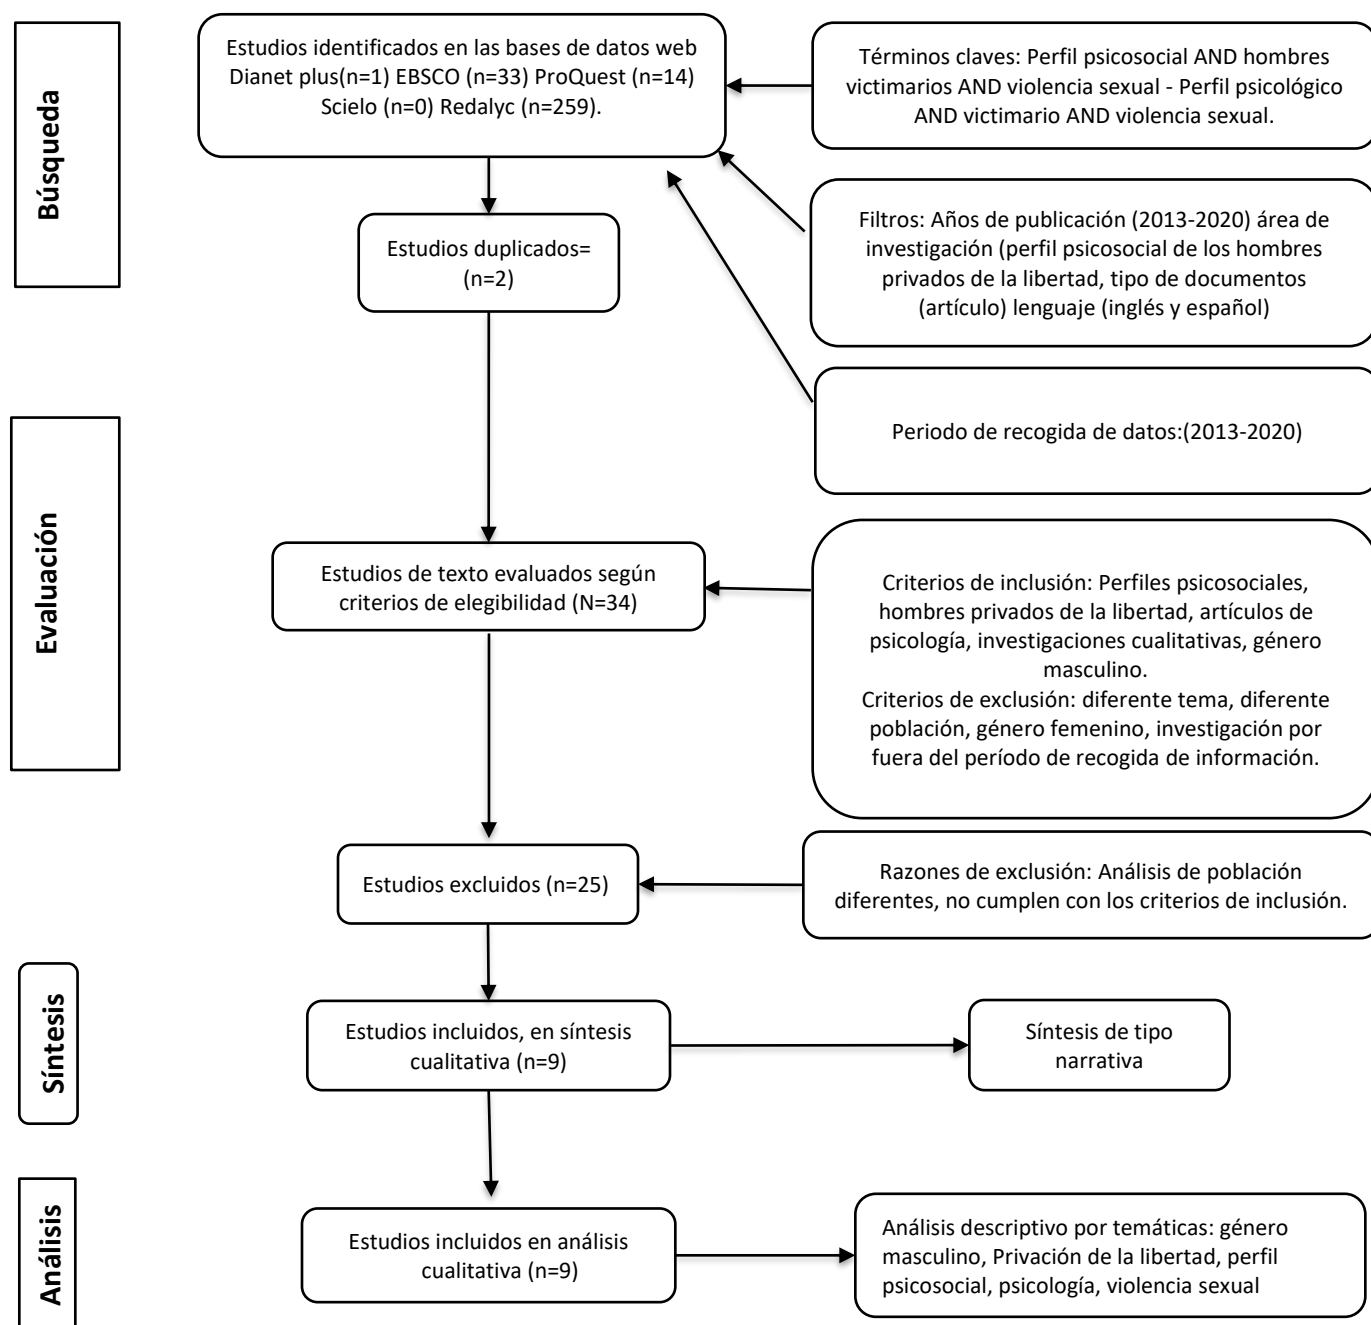 Búsqueda
Estudios identificados en las bases de datos web
Dianet plus(n=1) EBSCO (n=33) ProQuest (n=14)
Scielo (n=0) Redalyc (n=259).
Términos claves: Perfil psicosocial AND hombres
victimarios AND violencia sexual - Perfil psicológico
AND victimario AND violencia sexual.
Estudios duplicados=
(n=2)
Filtros: Años de publicación (2013-2020) área de
investigación (perfil psicosocial de los hombres
privados de la libertad, tipo de documentos
(artículo) lenguaje (inglés y español)
Periodo de recogida de datos:(2013-2020)
Evaluación
Estudios de texto evaluados según
criterios de elegibilidad (N=34)
Criterios de inclusión: Perfiles psicosociales,
hombres privados de la libertad, artículos de
psicología, investigaciones cualitativas, género
masculino.
Criterios de exclusión: diferente tema, diferente
población, género femenino, investigación por
fuera del período de recogida de información.
Estudios excluidos (n=25)
Razones de exclusión: Análisis de población
diferentes, no cumplen con los criterios de inclusión.
Síntesis
Estudios incluidos, en síntesis
cualitativa (n=9)
Síntesis de tipo
narrativa
Análisis
Estudios incluidos en análisis
cualitativa (n=9)
Análisis descriptivo por temáticas: género
masculino, Privación de la libertad, perfil
psicosocial, psicología, violencia sexual